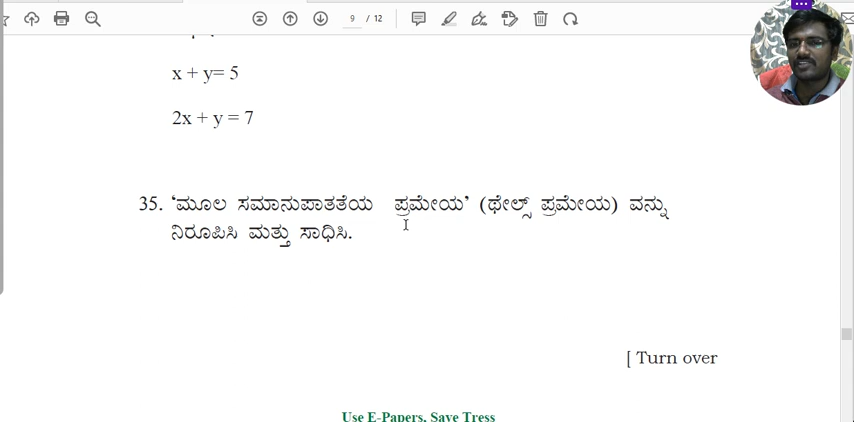 9 / 12
x + y= 5
2x + y = 7
35. ‘ಮೂಲ ಸಮಾನುಪಾತತೆಯ ಪ್ರಮೇಯ’ (ಥೇಲ್ಸ್ ಪ್ರಮೇಯ) ವನ್ನು
ನಿರೂಪಿಸಿ ಮತ್ತು ಸಾಧಿಸಿ.
[ Turn over
Use E-Papers, Save Tress